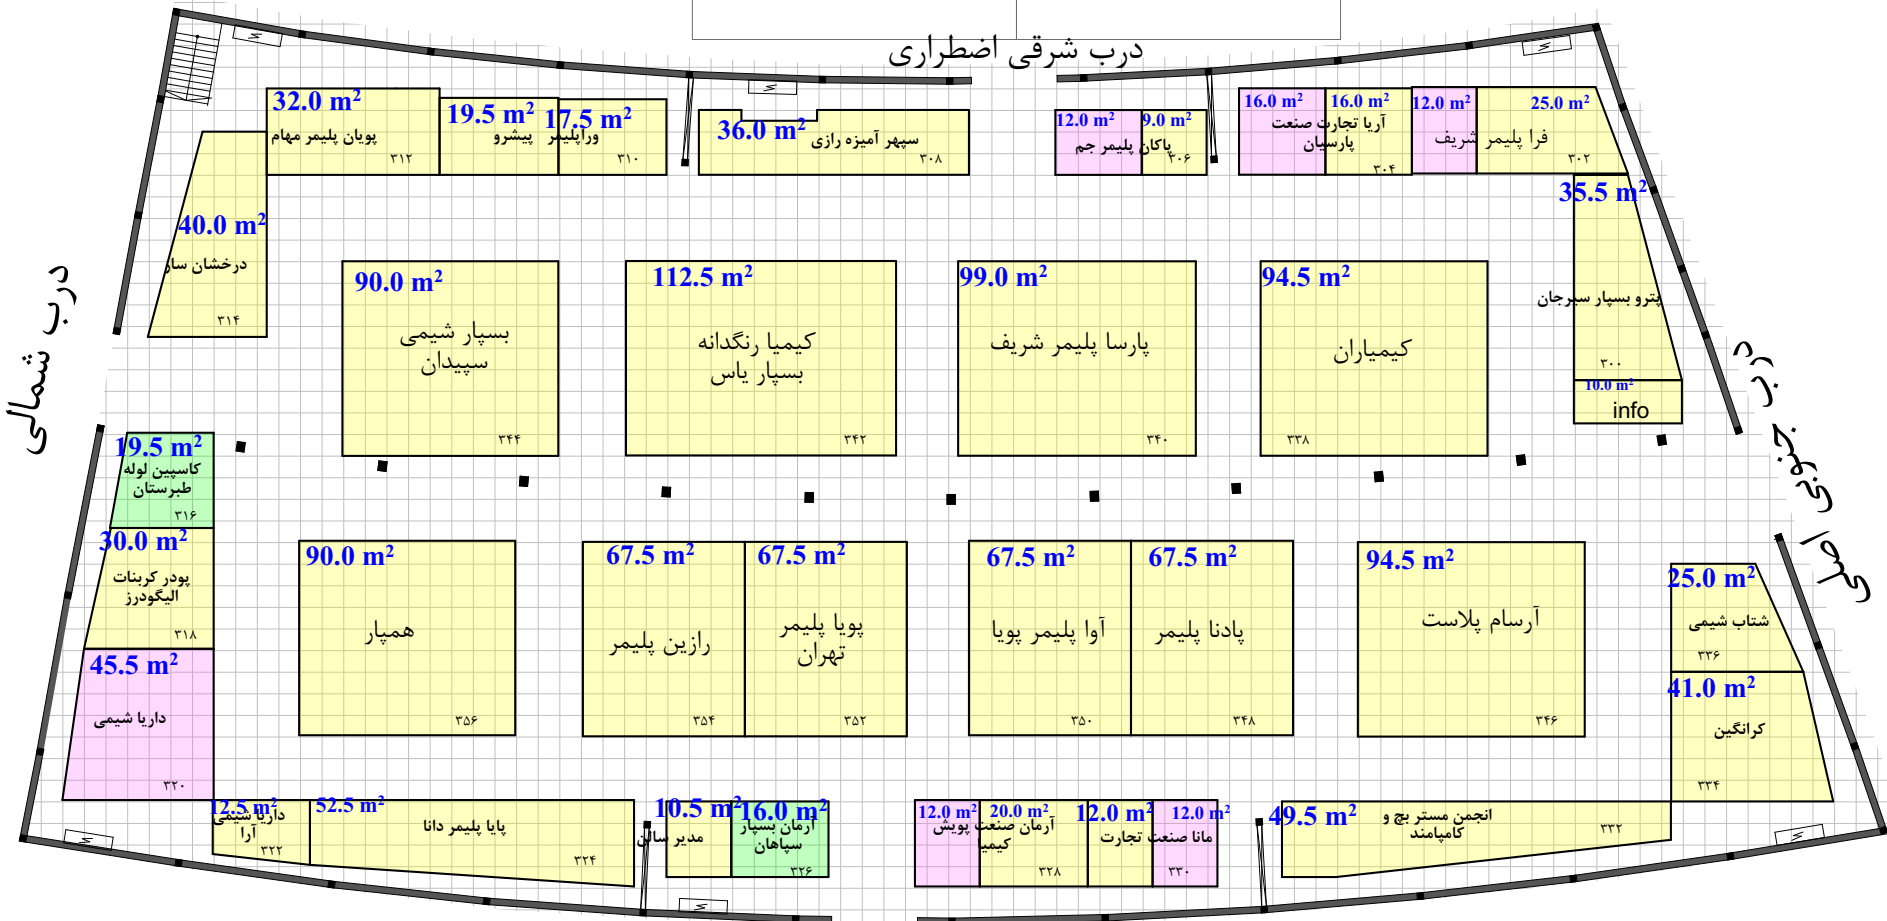 درب شرقی اضطراری
32.0 m²
پویان پلیمر مهام
۳۱۲
19.5 m²
پیشرو
17.5 m²
وراپلیمر
۳۱۰
36.0 m²
سپهر آمیزه رازی
۳۰۸
12.0 m²
9.0 m²
پاکان پلیمر جم
۳۰۶
16.0 m²
16.0 m²
آریا تجارت صنعت
پارسیان
۳۰۴
12.0 m²
25.0 m²
فرا پلیمر شریف
۳۰۲
40.0 m²
درخشان ساز
۳۱۴
35.5 m²
پترو بسپار سیرجان
۳۰۰
10.0 m²
info
درب شمالی
درب جنوبی اصلی
90.0 m²
بسپار شیمی
سپیدان
۳۴۴
112.5 m²
کیمیا رنگدانه
بسپار یاس
۳۴۲
99.0 m²
پارسا پلیمر شریف
۳۴۰
94.5 m²
کیمیاران
۳۳۸
19.5 m²
کاسپین لوله
طبرستان
۳۱۶
30.0 m²
پودر کربنات
الیگودرز
۳۱۸
45.5 m²
داریا شیمی
۳۲۰
90.0 m²
همپار
۳۵۶
67.5 m²
رازین پلیمر
۳۵۴
67.5 m²
پویا پلیمر
تهران
۳۵۲
67.5 m²
آوا پلیمر پویا
۳۵۰
67.5 m²
پادنا پلیمر
۳۴۸
94.5 m²
آرسام پلاست
۳۴۶
25.0 m²
شتاب شیمی
۳۳۶
41.0 m²
کرانگین
۳۳۴
12.5 m²
داریا شیمی
آرا
۳۲۲
52.5 m²
پایا پلیمر دانا
۳۲۴
10.5 m²
مدیر سالن
16.0 m²
آرمان بسپار
سپاهان
۳۲۶
12.0 m²
20.0 m²
آرمان صنعت پویش
کیمیا
۳۲۸
12.0 m²
12.0 m²
مانا صنعت تجارت
۳۳۰
49.5 m²
انجمن مستر بچ و
کامپامند
۳۳۲